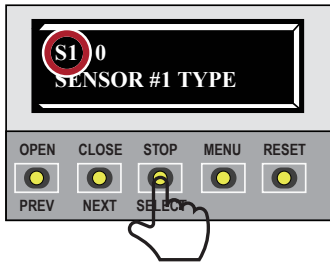 S1 0
SENSOR #1 TYPE
OPEN CLOSE STOP MENU RESET
PREV NEXT SELECT